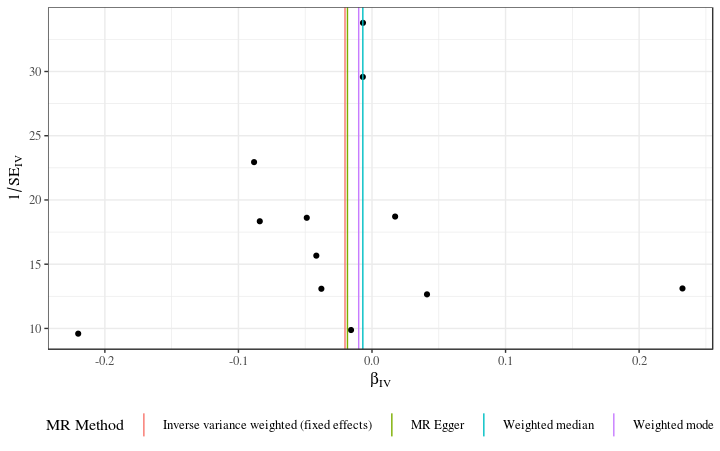 1/SE_IV
30
25
20
15
10
-0.2 -0.1 0.0 0.1 0.2
β_IV
MR Method Inverse variance weighted (fixed effects) MR Egger Weighted median Weighted mode